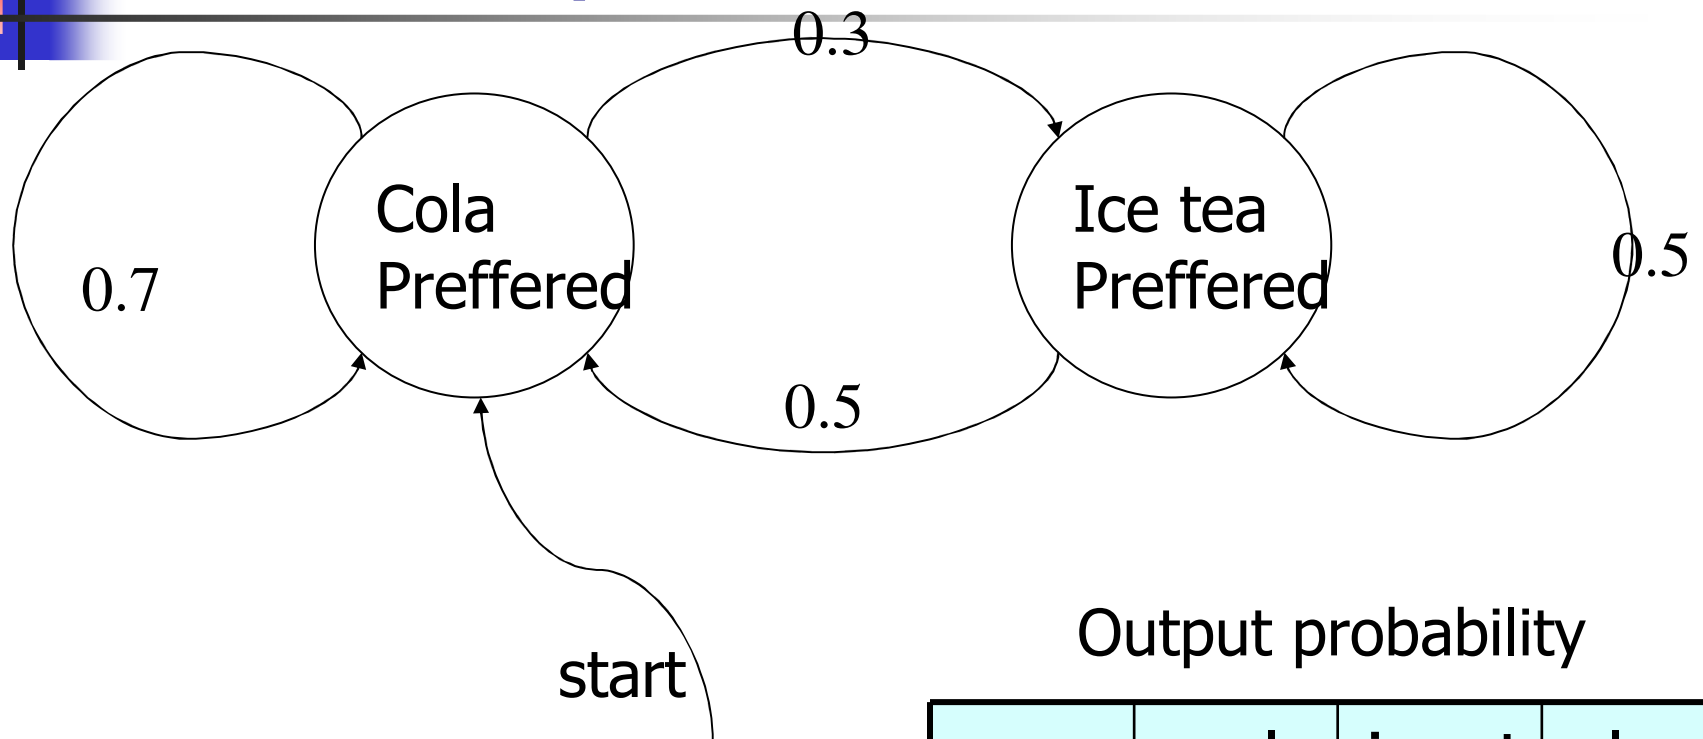 0.3
Cola
Preffered
Ice tea
Preffered
0.7
0.5
0.5
start
Output probability